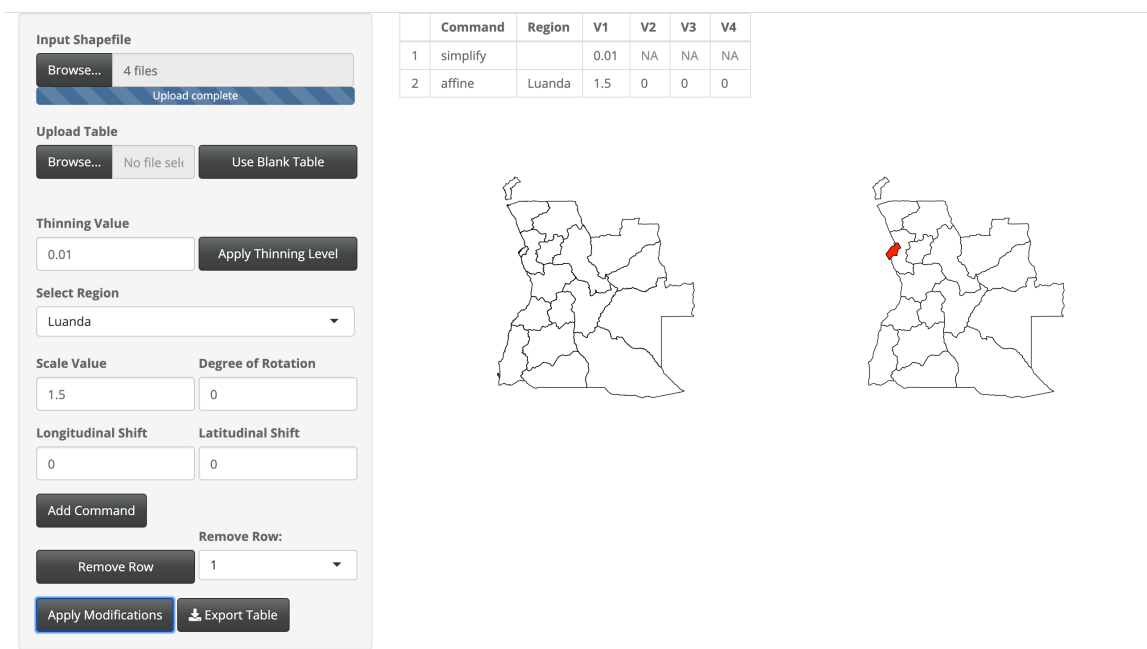 Input Shapefile
Browse... 4 files
Upload complete
Upload Table
Browse... No file sele Use Blank Table
Thinning Value
0.01 Apply Thinning Level
Select Region
Luanda
Scale Value Degree of Rotation
1.5 0
Longitudinal Shift Latitudinal Shift
0 0
Add Command
Remove Row:
Remove Row 1
Apply Modifications Export Table
Command Region V1 V2 V3 V4
1 simplify 0.01 NA NA NA
2 affine Luanda 1.5 0 0 0